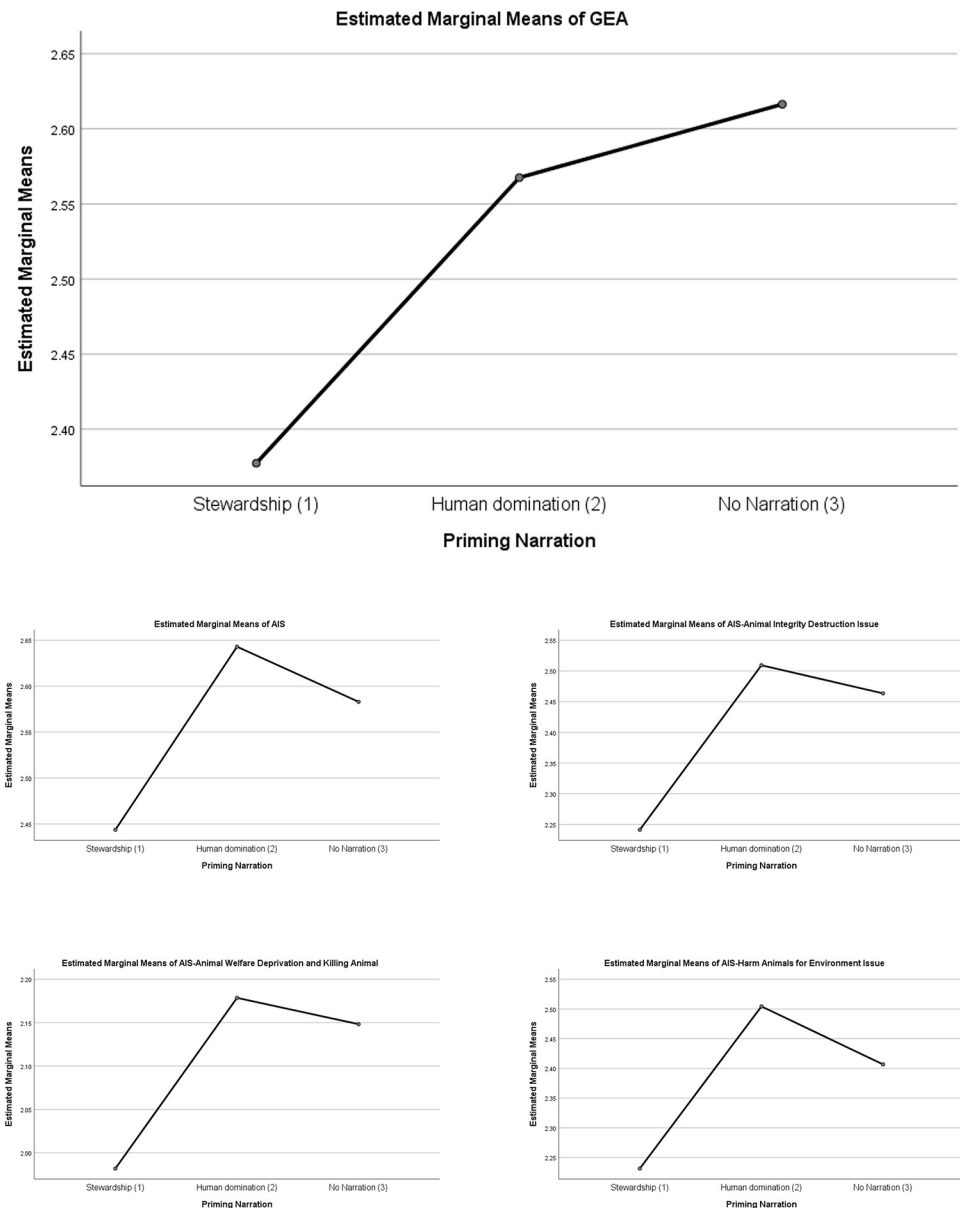 Estimated Marginal Means of GEA
Estimated Marginal Means
2.65
2.60
2.55
2.50
2.45
2.40
Stewardship (1) Human domination (2) No Narration (3)
Priming Narration
Estimated Marginal Means of AIS
Estimated Marginal Means
2.65
2.60
2.55
2.50
2.45
Stewardship (1) Human domination (2) No Narration (3)
Priming Narration
Estimated Marginal Means of AIS-Animal Integrity Destruction Issue
Estimated Marginal Means
2.55
2.50
2.45
2.40
2.35
2.30
2.25
Stewardship (1) Human domination (2) No Narration (3)
Priming Narration
Estimated Marginal Means of AIS-Animal Welfare Deprivation and Killing Animal
Estimated Marginal Means
2.20
2.15
2.10
2.05
2.00
Stewardship (1) Human domination (2) No Narration (3)
Priming Narration
Estimated Marginal Means of AIS-Harm Animals for Environment Issue
Estimated Marginal Means
2.55
2.50
2.45
2.40
2.35
2.30
2.25
Stewardship (1) Human domination (2) No Narration (3)
Priming Narration